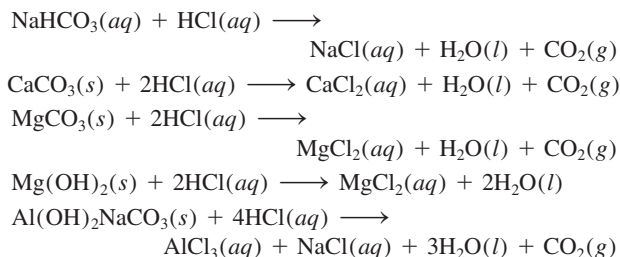 NaHCO₃(aq) + HCl(aq) ⟶
NaCl(aq) + H₂O(l) + CO₂(g)
CaCO₃(s) + 2HCl(aq) ⟶ CaCl₂(aq) + H₂O(l) + CO₂(g)
MgCO₃(s) + 2HCl(aq) ⟶
MgCl₂(aq) + H₂O(l) + CO₂(g)
Mg(OH)₂(s) + 2HCl(aq) ⟶ MgCl₂(aq) + 2H₂O(l)
Al(OH)₂NaCO₃(s) + 4HCl(aq) ⟶
AlCl₃(aq) + NaCl(aq) + 3H₂O(l) + CO₂(g)